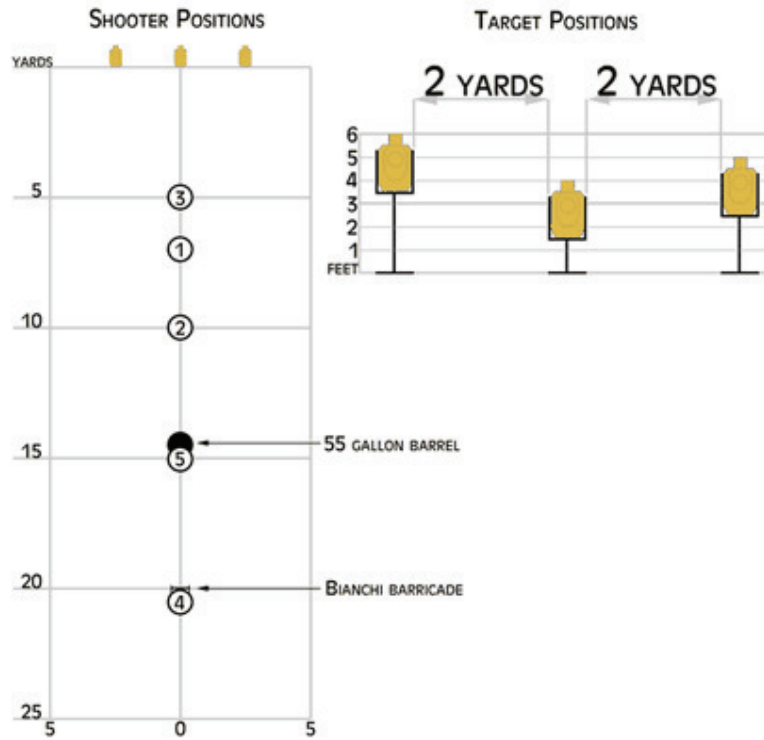 SHOOTER POSITIONS
YARDS
5
3
1
10
2
55 GALLON BARREL
15
5
20
BIANCHI BARRICADE
4
25
5 0 5
TARGET POSITIONS
2 YARDS 2 YARDS
6
5
4
3
2
1
FEET